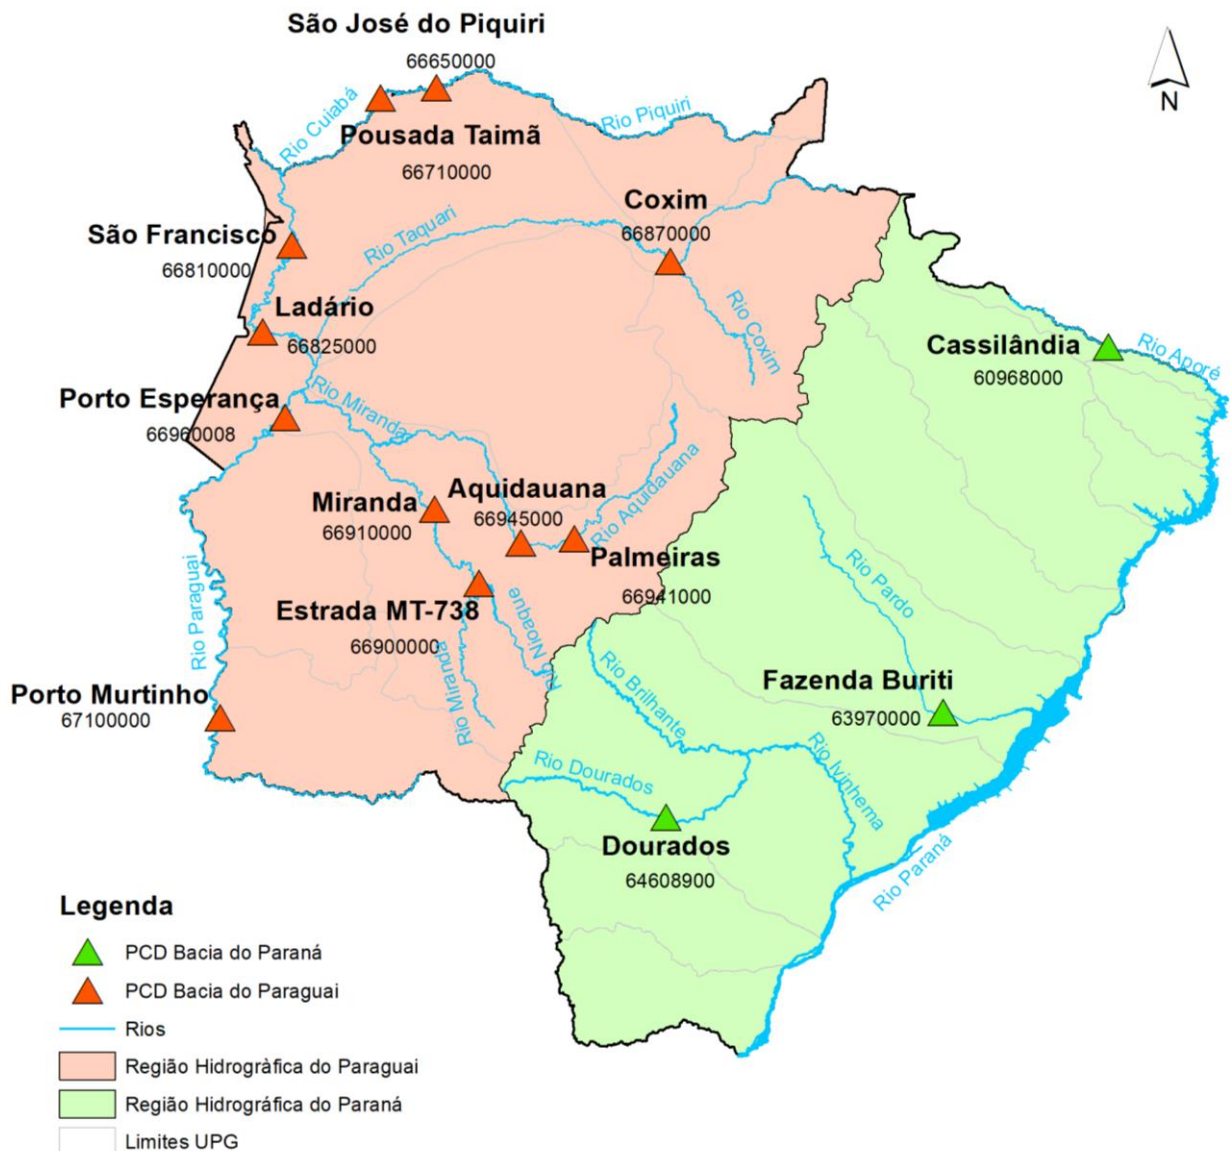 São José do Piquiri
66650000
N
Rio Cuiabá
Pousada Taimã
66710000
Rio Piquiri
Coxim
66870000
São Francisco
66810000
Rio Taquari
Ladário
66825000
Rio Coxim
Cassilândia
60968000
Rio Aporé
Porto Esperança
66960008
Rio Miranda
Miranda
66910000
Aquidauana
66945000
Rio Aquidauana
Palmeiras
66941000
Rio Paraguai
Estrada MT-738
66900000
Rio Nioaque
Rio Miranda
Rio Pardo
Porto Murtinho
67100000
Rio Brilhante
Fazenda Buriti
63970000
Rio Dourados
Rio Ivinhema
Dourados
64608900
Rio Paraná
Legenda
PCD Bacia do Paraná
PCD Bacia do Paraguai
Rios
Região Hidrogràfica do Paraguai
Região Hidrográfica do Paraná
Limites UPG